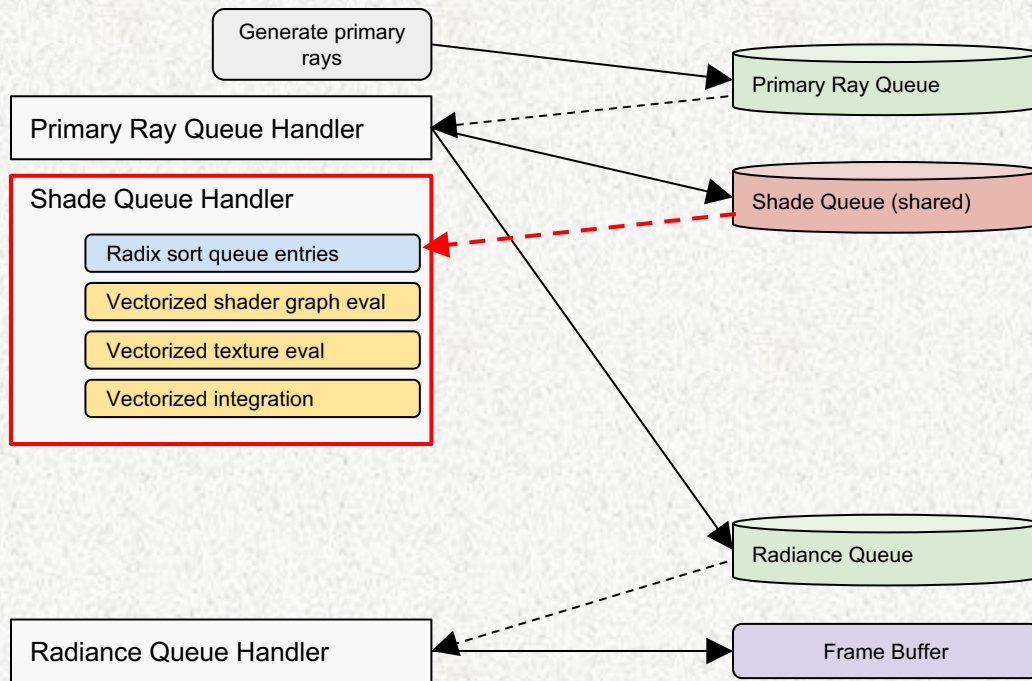 Generate primary
rays
Primary Ray Queue
Primary Ray Queue Handler
Shade Queue Handler
Shade Queue (shared)
Radix sort queue entries
Vectorized shader graph eval
Vectorized texture eval
Vectorized integration
Radiance Queue
Radiance Queue Handler
Frame Buffer